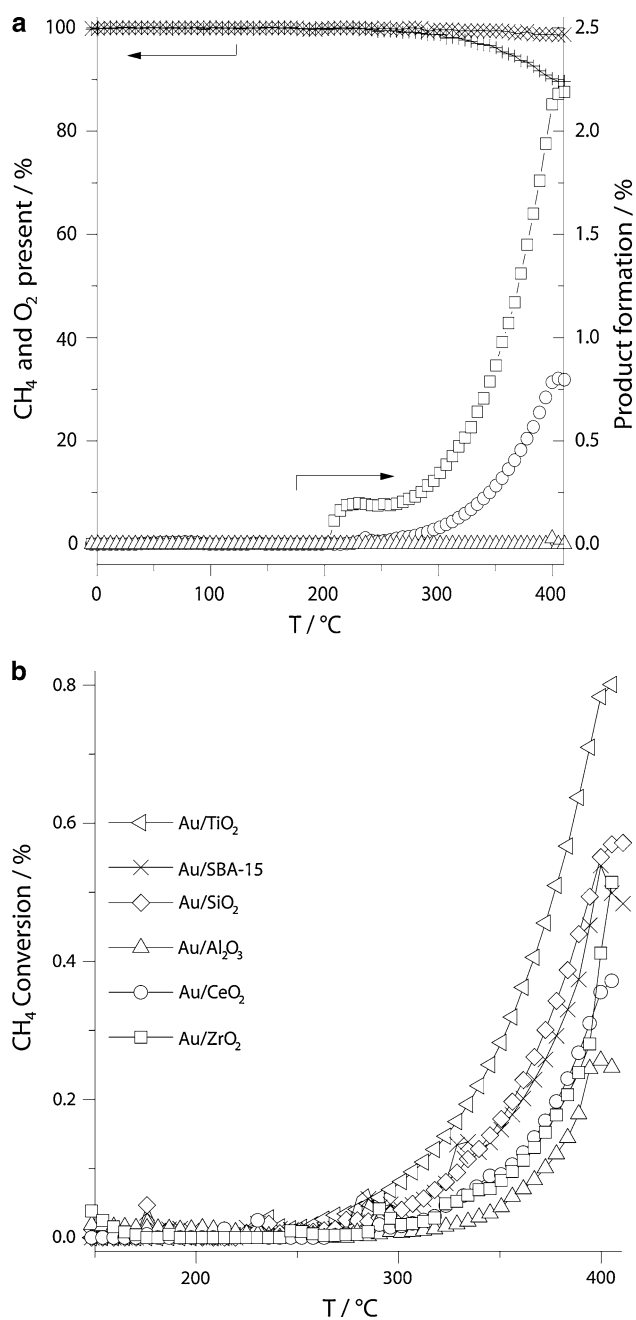 a
100
80
60
40
20
0
CH₄ and O₂ present / %
2.5
2.0
1.5
1.0
0.5
0.0
Product formation / %
0 100 200 300 400
T / °C
b
0.8
0.6
0.4
0.2
0.0
CH₄ Conversion / %
Au/TiO₂
Au/SBA-15
Au/SiO₂
Au/Al₂O₃
Au/CeO₂
Au/ZrO₂
200 300 400
T / °C